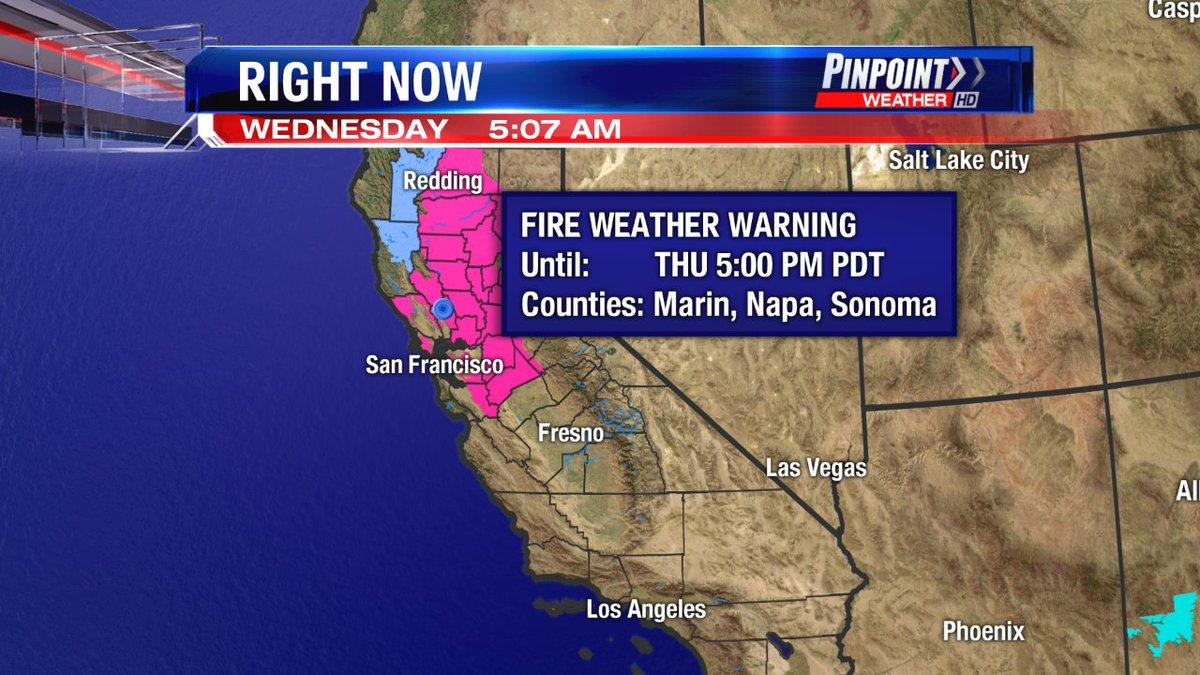 Casp
RIGHT NOW
PINPOINT
WEATHER HD
WEDNESDAY 5:07 AM
Salt Lake City
Redding
FIRE WEATHER WARNING
Until: THU 5:00 PM PDT
Counties: Marin, Napa, Sonoma
San Francisco
Fresno
Las Vegas
Al
Los Angeles
Phoenix